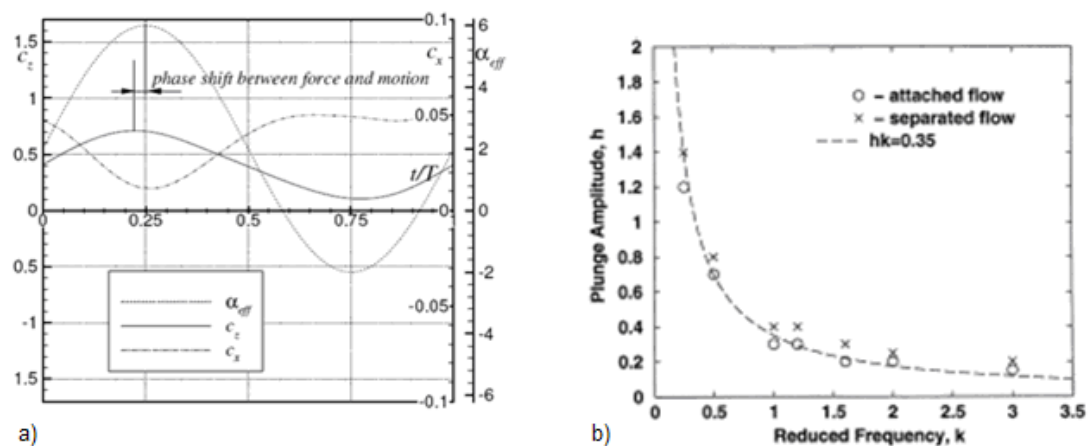 1.5
c_z
1
0.5
0
0.5
-1
1.5
0.1
c_x
0.05
0
-0.05
-0.1
6
α_eff
4
2
0
-2
-4
-6
phase shift between force and motion
t/T
0
0.25
0.5
0.75
α_eff
c_z
c_x
a)
Plunge Amplitude, h
2
1.8
1.6
1.4
1.2
1
0.8
0.6
0.4
0.2
0
– attached flow
– separated flow
hk=0.35
0
0.5
1
1.5
2
2.5
3
3.5
Reduced Frequency, k
b)